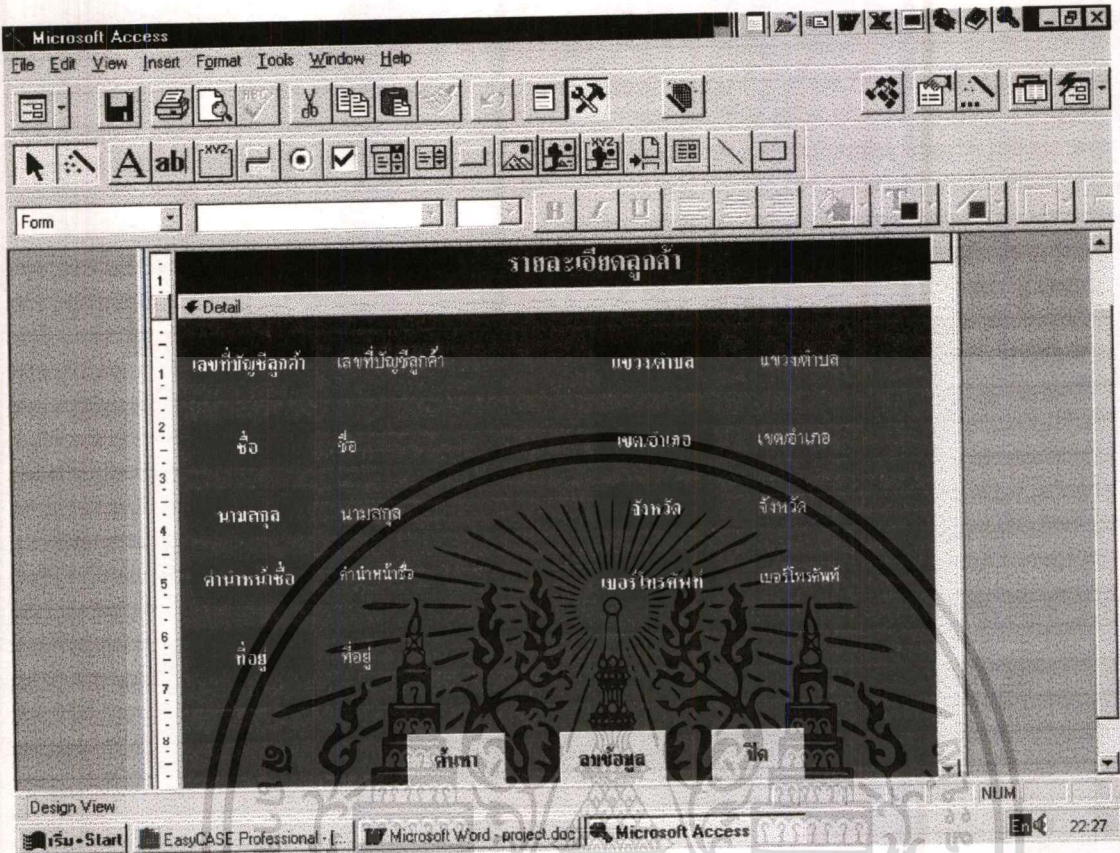 Microsoft Access
File Edit View Insert Format Tools Window Help
Form
รายละเอียดลูกค้า
Detail
เลขที่บัญชีลูกค้า เลขที่บัญชีลูกค้า แขวง/ตำบล แขวง/ตำบล
ชื่อ ชื่อ เขต/อำเภอ เขต/อำเภอ
นามสกุล นามสกุล จังหวัด จังหวัด
คำนำหน้าชื่อ คำนำหน้าชื่อ เบอร์โทรศัพท์ เบอร์โทรศัพท์
ที่อยู่ ที่อยู่
ค้นหา ลบข้อมูล ปิด
Design View NUM
เริ่ม-Start EasyCASE Professional - [... Microsoft Word - project.doc Microsoft Access En 22:27